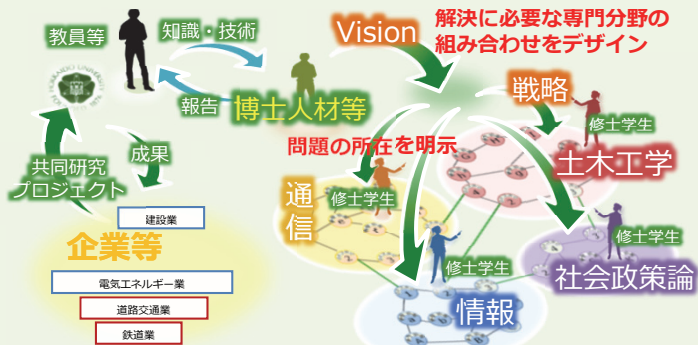 教員等
知識・技術
報告
博士人材等
Vision
解決に必要な専門分野の
組み合わせをデザイン
戦略
修士学生
土木工学
問題の所在を明示
通信
修士学生
修士学生
社会政策論
修士学生
情報
HOKKAIDO UNIVERSITY
共同研究
プロジェクト
成果
企業等
建設業
電気エネルギー業
道路交通業
鉄道業